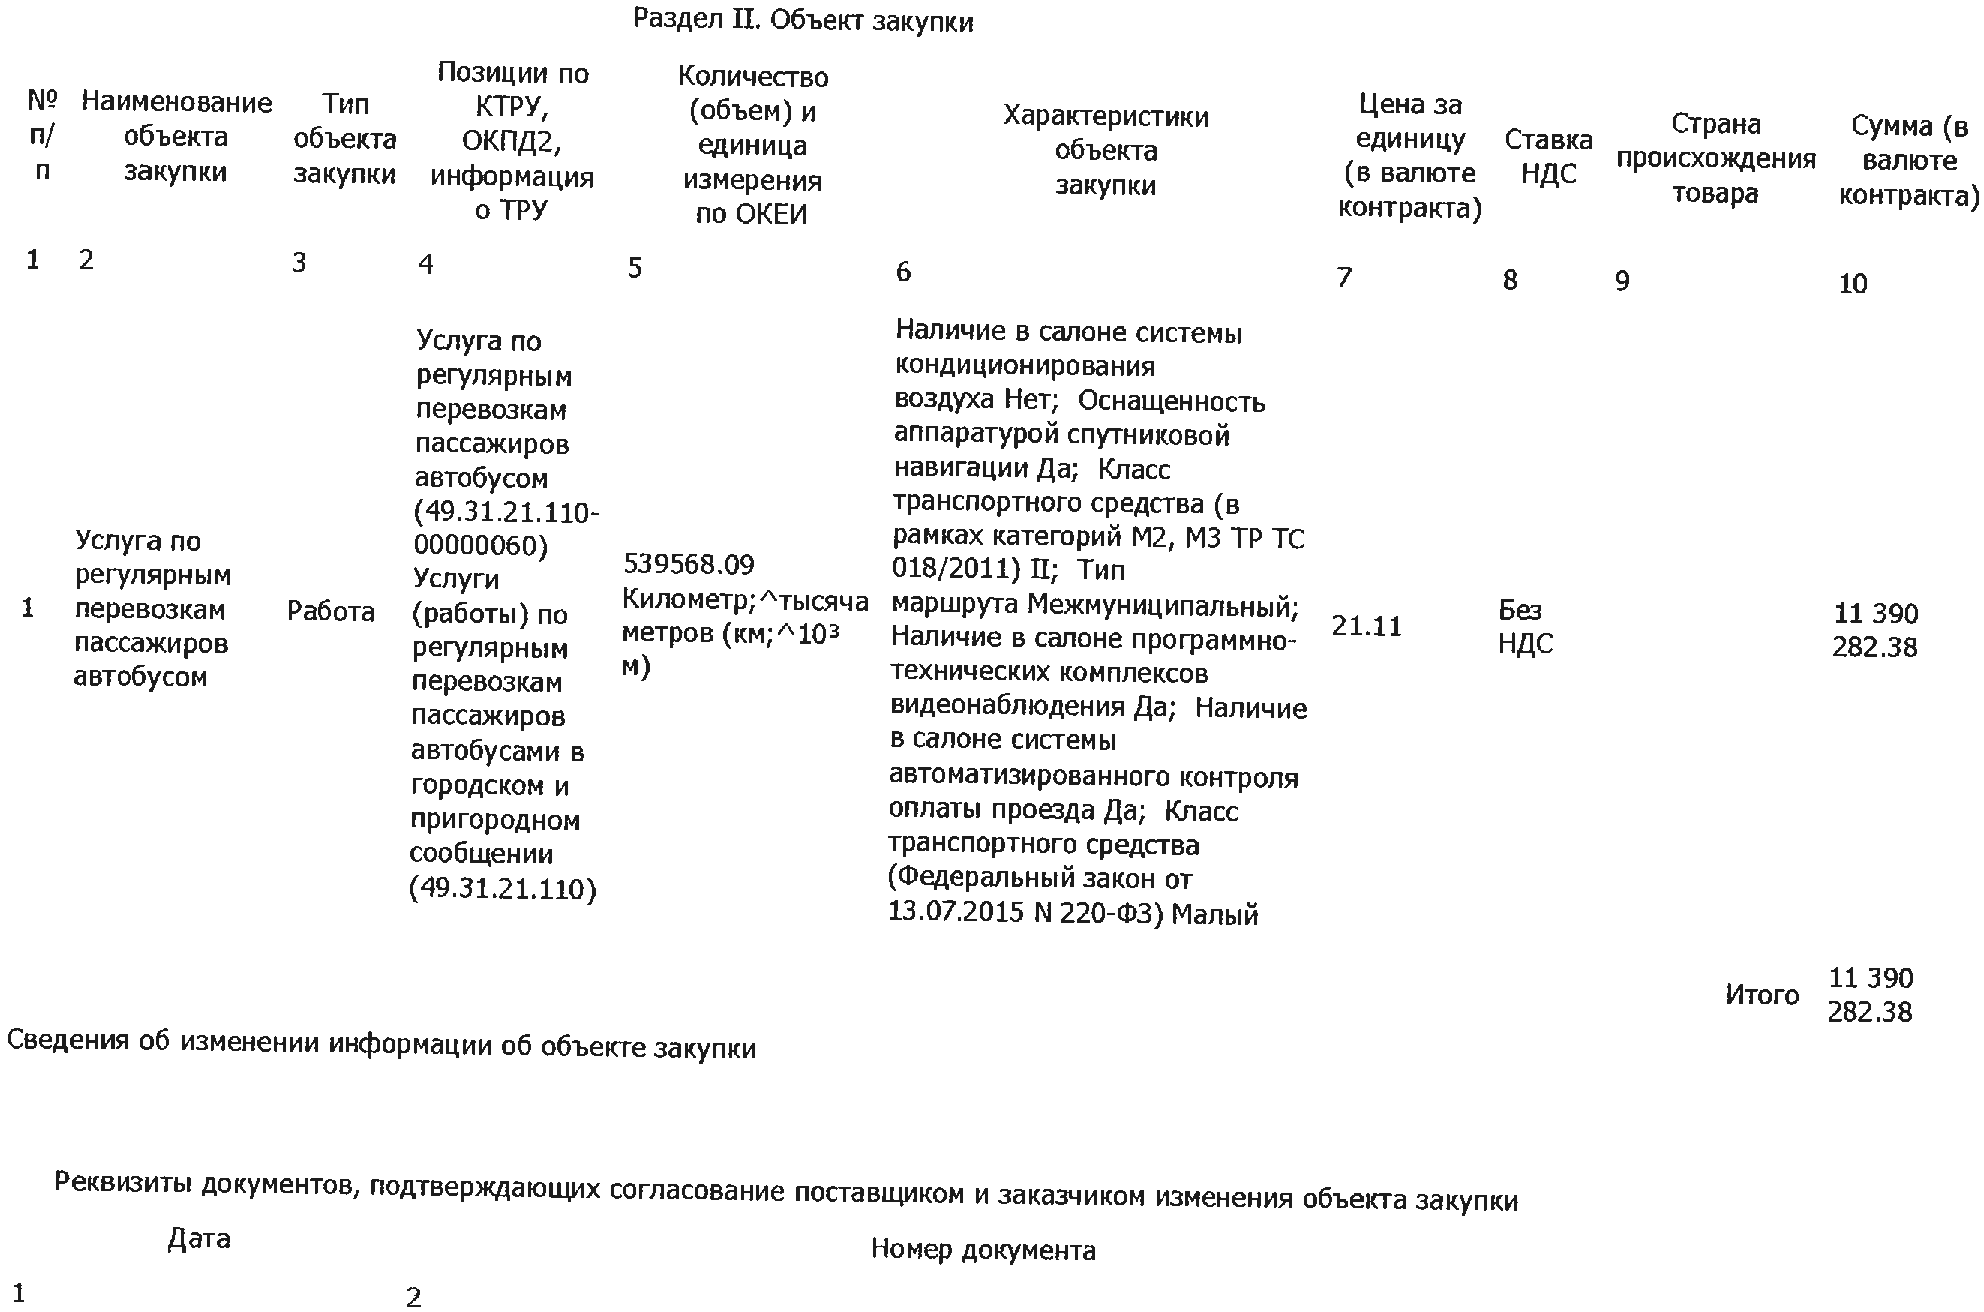 Раздел II. Объект закупки
№
п/
п
Наименование
объекта
закупки
Тип
объекта
закупки
Позиции по
КТРУ,
ОКПД2,
информация
о ТРУ
Количество
(объем) и
единица
измерения
по ОКЕИ
Характеристики
объекта
закупки
Цена за
единицу
(в валюте
контракта)
Ставка
НДС
Страна
происхождения
товара
Сумма (в
валюте
контракта)
1
2
3
4
5
6
7
8
9
10
1
Услуга по
регулярным
перевозкам
пассажиров
автобусом
Работа
Услуга по
регулярным
перевозкам
пассажиров
автобусом
(49.31.21.110-
00000060)
Услуги
(работы) по
регулярным
перевозкам
пассажиров
автобусами в
городском и
пригородном
сообщении
(49.31.21.110)
539568.09
Километр;^тысяча
метров (км;^10³
м)
Наличие в салоне системы
кондиционирования
воздуха Нет;  Оснащенность
аппаратурой спутниковой
навигации Да;  Класс
транспортного средства (в
рамках категорий М2, М3 ТР ТС
018/2011) II;  Тип
маршрута Межмуниципальный;
Наличие в салоне программно-
технических комплексов
видеонаблюдения Да;  Наличие
в салоне системы
автоматизированного контроля
оплаты проезда Да;  Класс
транспортного средства
(Федеральный закон от
13.07.2015 N 220-ФЗ) Малый
21.11
Без
НДС
11 390
282.38
Итого
11 390
282.38
Сведения об изменении информации об объекте закупки
Реквизиты документов, подтверждающих согласование поставщиком и заказчиком изменения объекта закупки
Дата
Номер документа
1
2